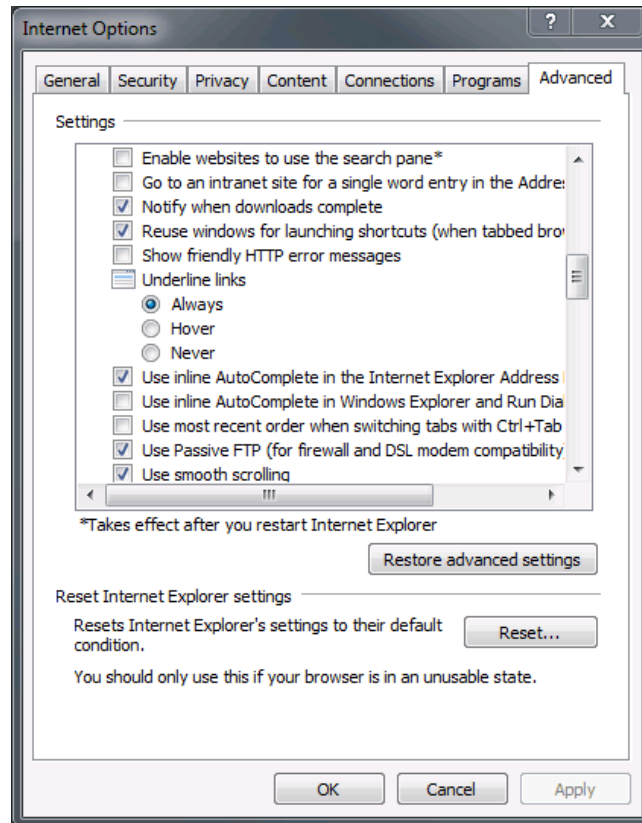 Internet Options
General Security Privacy Content Connections Programs Advanced
Settings
Enable websites to use the search pane*
Go to an intranet site for a single word entry in the Addre
Notify when downloads complete
Reuse windows for launching shortcuts (when tabbed bro
Show friendly HTTP error messages
Underline links
Always
Hover
Never
Use inline AutoComplete in the Internet Explorer Address
Use inline AutoComplete in Windows Explorer and Run Dia
Use most recent order when switching tabs with Ctrl+Tab
Use Passive FTP (for firewall and DSL modem compatibility
Use smooth scrolling
*Takes effect after you restart Internet Explorer
Restore advanced settings
Reset Internet Explorer settings
Resets Internet Explorer's settings to their default
condition.
Reset...
You should only use this if your browser is in an unusable state.
OK Cancel Apply